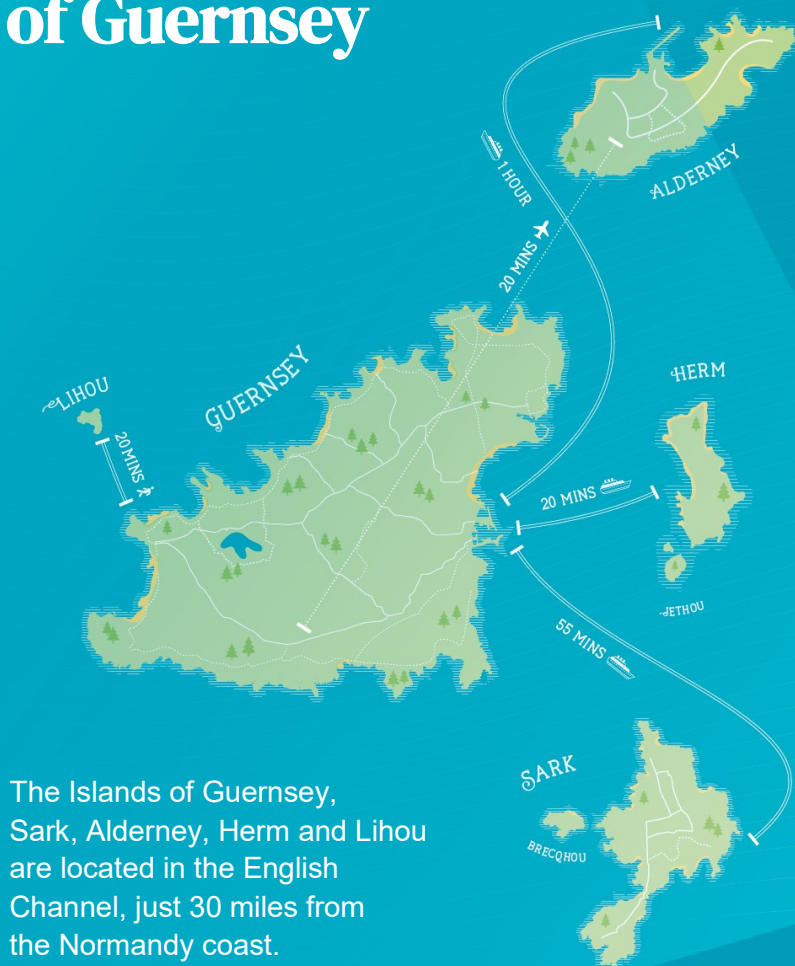 of Guernsey
1 HOUR
ALDERNEY
20 MINS
GUERNSEY
HERM
LIHOU
20 MINS
20 MINS
JETHOU
55 MINS
SARK
BRECQHOU
The Islands of Guernsey,
Sark, Alderney, Herm and Lihou
are located in the English
Channel, just 30 miles from
the Normandy coast.